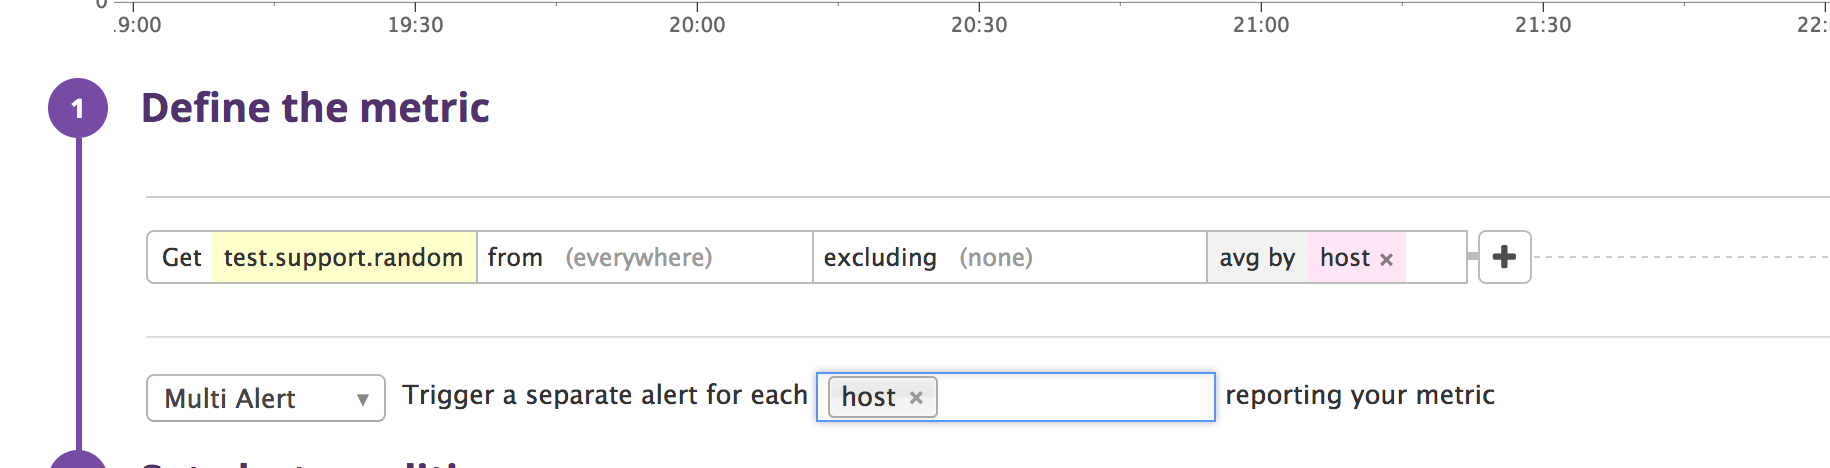 0
9:00 19:30 20:00 20:30 21:00 21:30 22:
1 Define the metric
Get test.support.random from (everywhere) excluding (none) avg by host × +
Multi Alert ▼ Trigger a separate alert for each host × reporting your metric